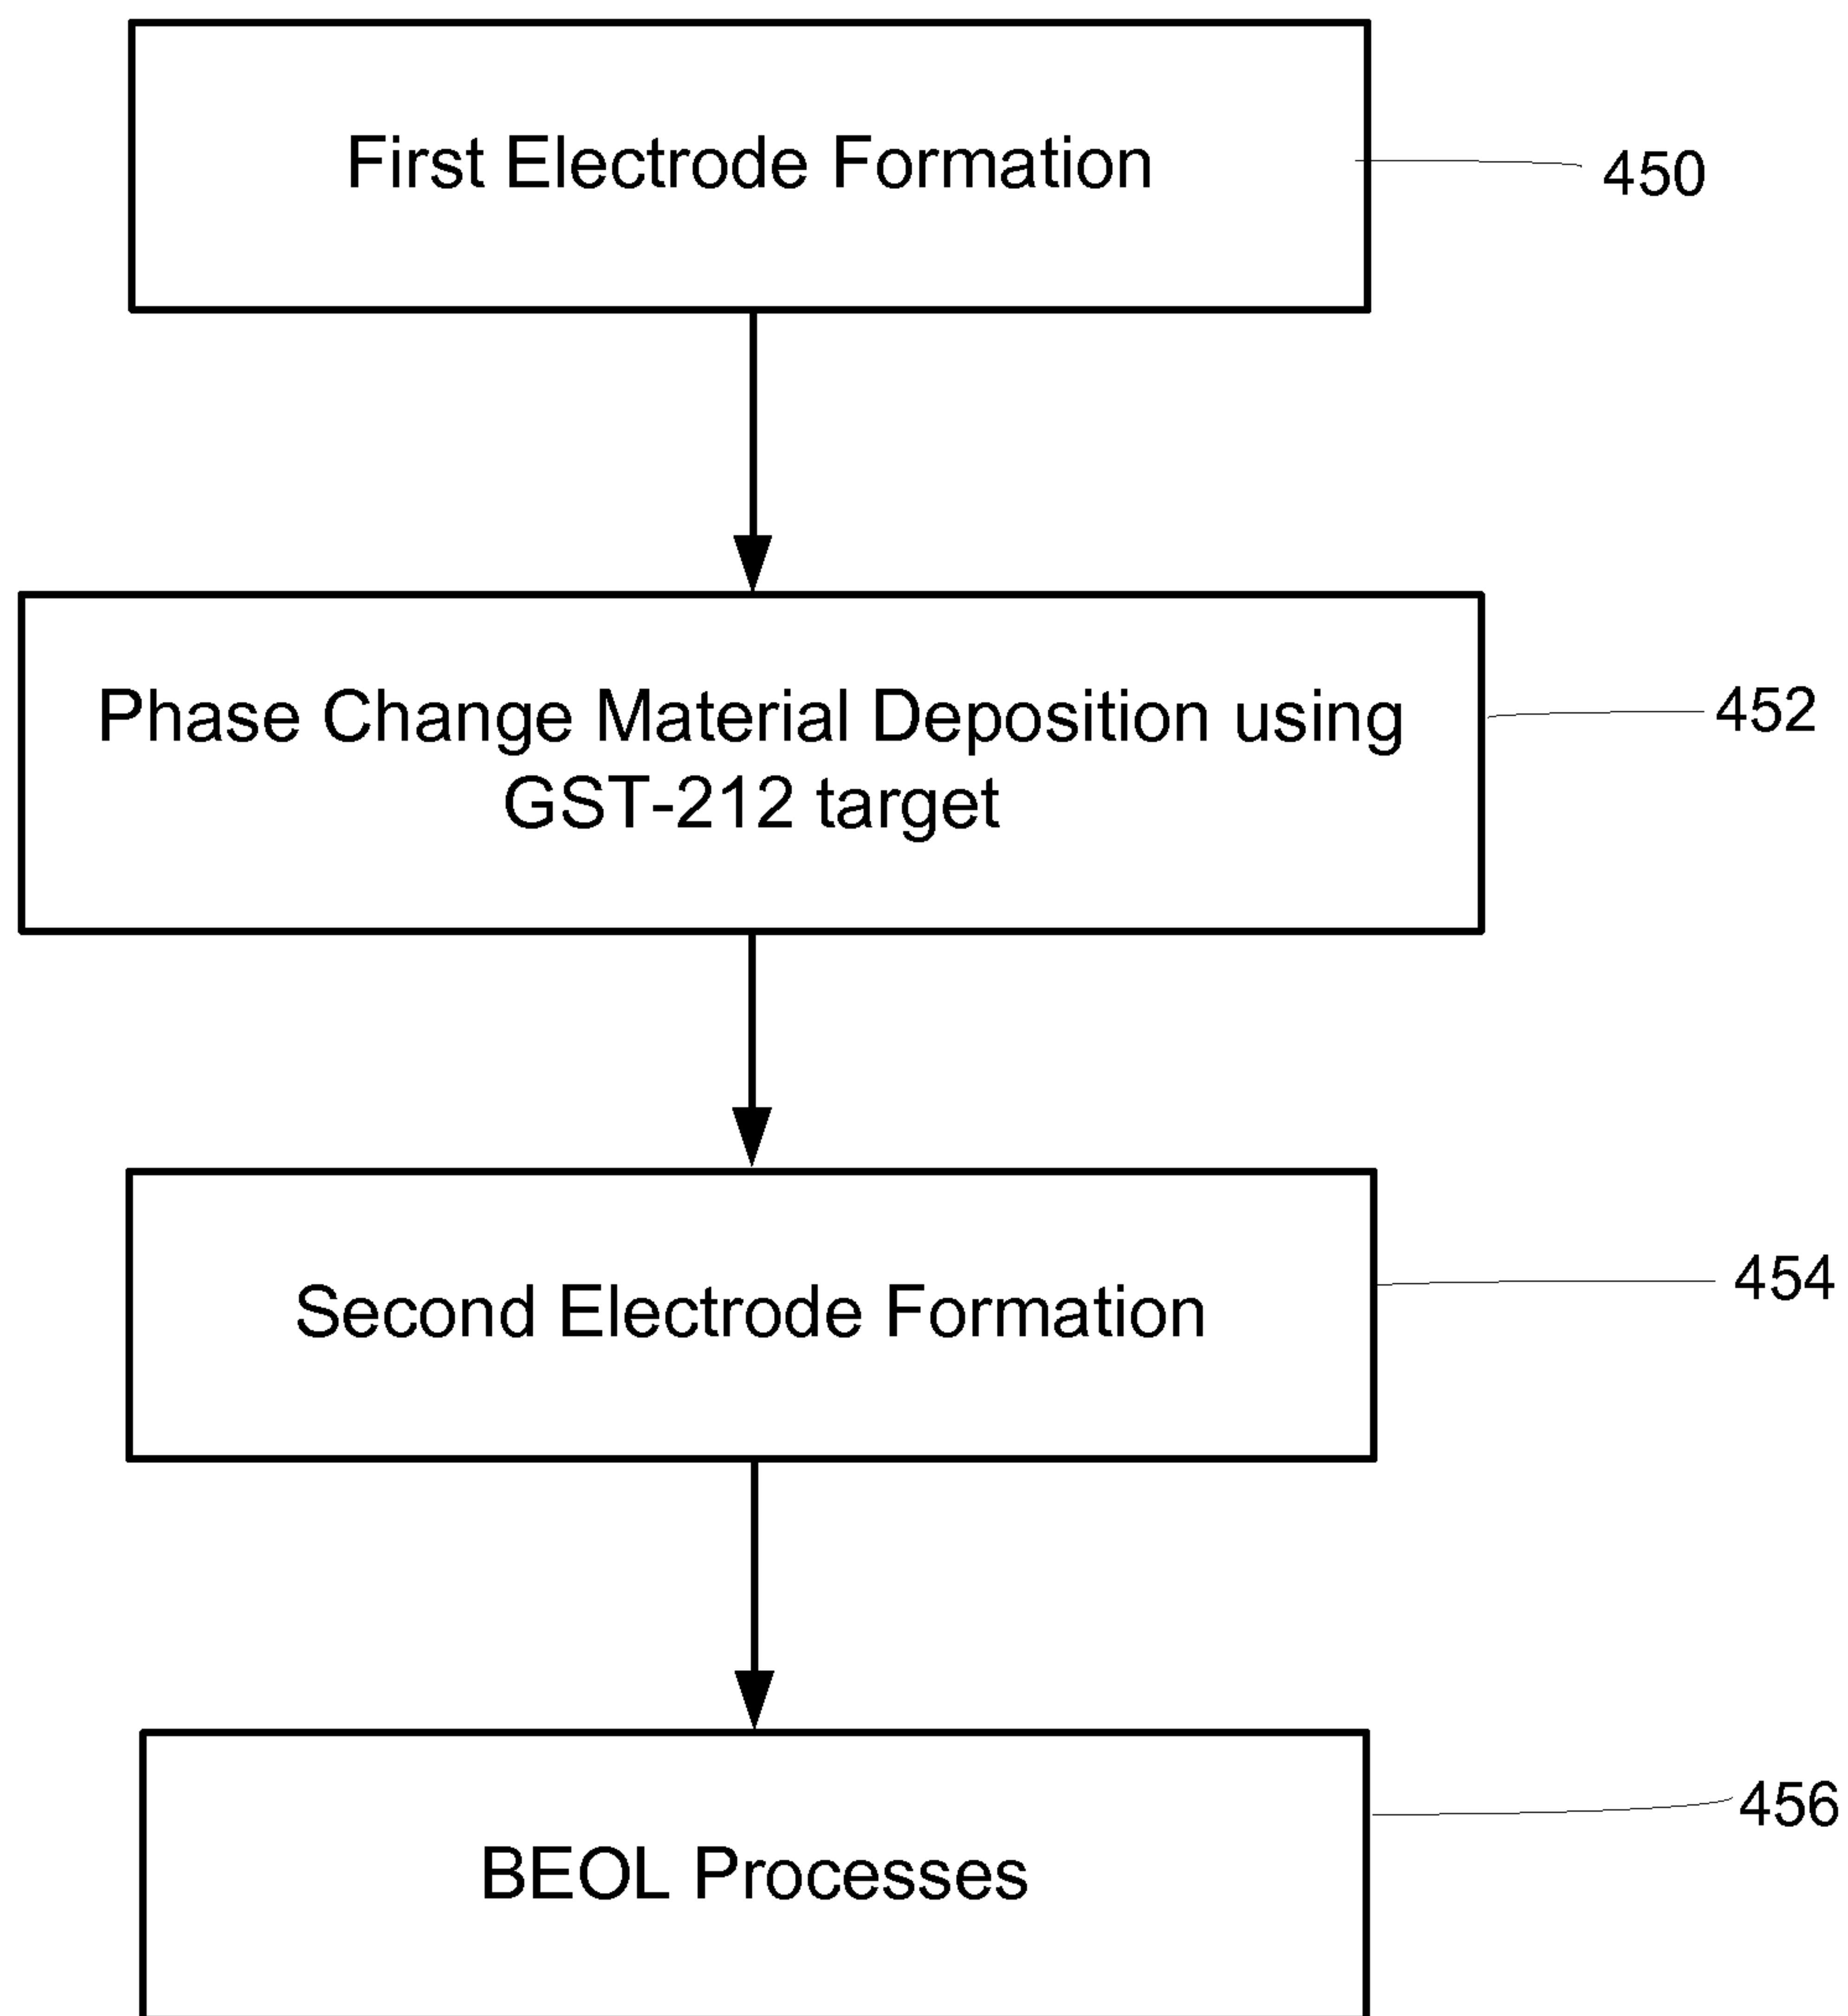 First Electrode Formation
450
Phase Change Material Deposition using
GST-212 target
452
Second Electrode Formation
454
BEOL Processes
456